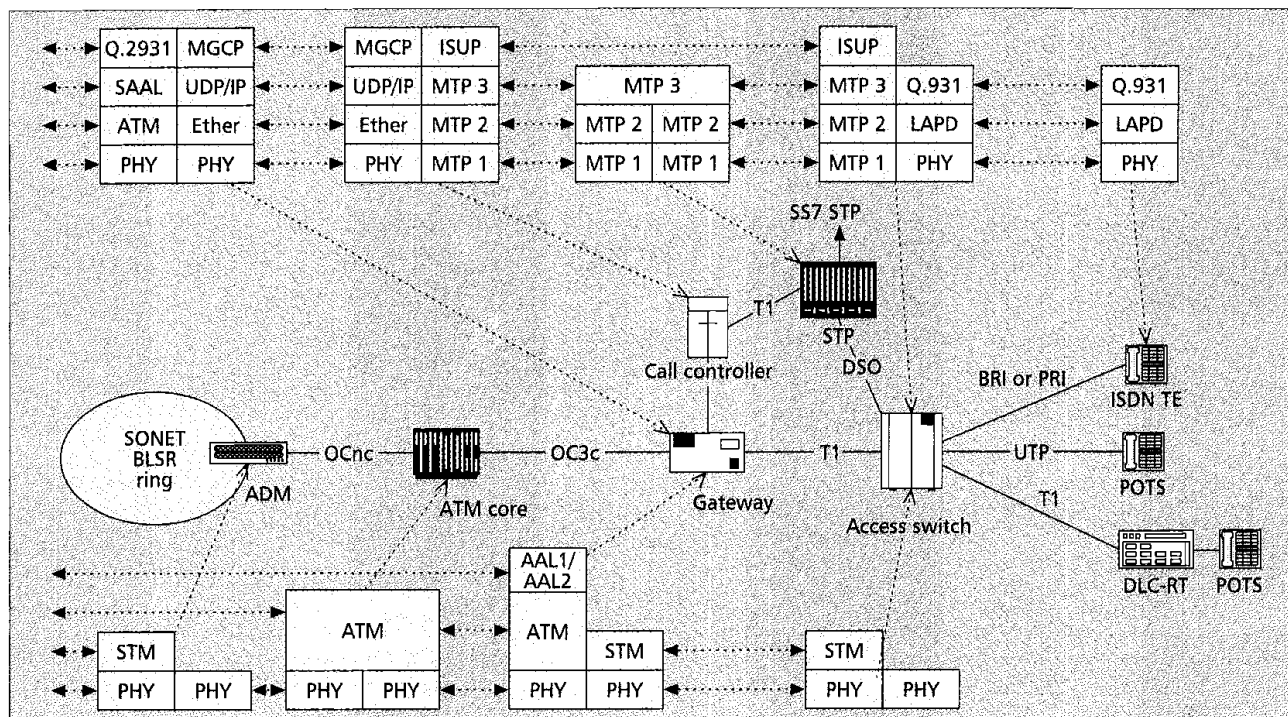 Q.2931 MGCP MGCP ISUP ISUP
SAAL UDP/IP UDP/IP MTP 3 MTP 3 MTP 3 Q.931 Q.931
ATM Ether Ether MTP 2 MTP 2 MTP 2 MTP 2 LAPD LAPD
PHY PHY PHY MTP 1 MTP 1 MTP 1 MTP 1 PHY PHY
SS7 STP
T1
STP
Call controller
DSO
BRI or PRI
ISDN TE
SONET
BLSR
ring
OCnc
OC3c
T1
UTP
ADM
ATM core
Gateway
Access switch
POTS
T1
AAL1/
AAL2
DLC-RT
POTS
STM ATM ATM STM STM
PHY PHY PHY PHY PHY PHY PHY PHY